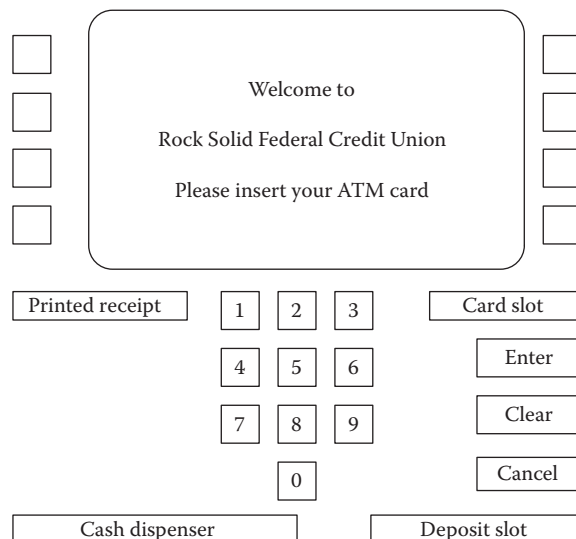 Welcome to
Rock Solid Federal Credit Union
Please insert your ATM card
Printed receipt
1 2 3
Card slot
4 5 6
Enter
7 8 9
Clear
0
Cancel
Cash dispenser
Deposit slot